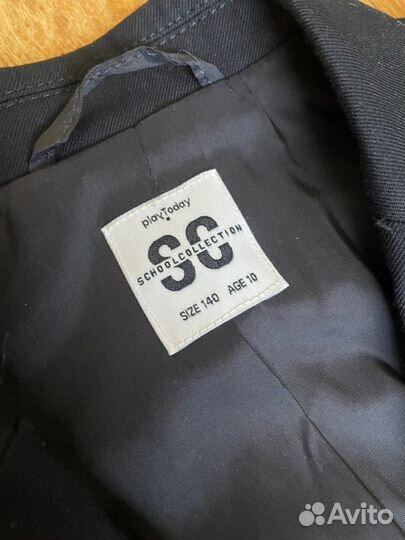 playToday
SC
SCHOOLCOLLECTION
SIZE 140 AGE 10
Avito